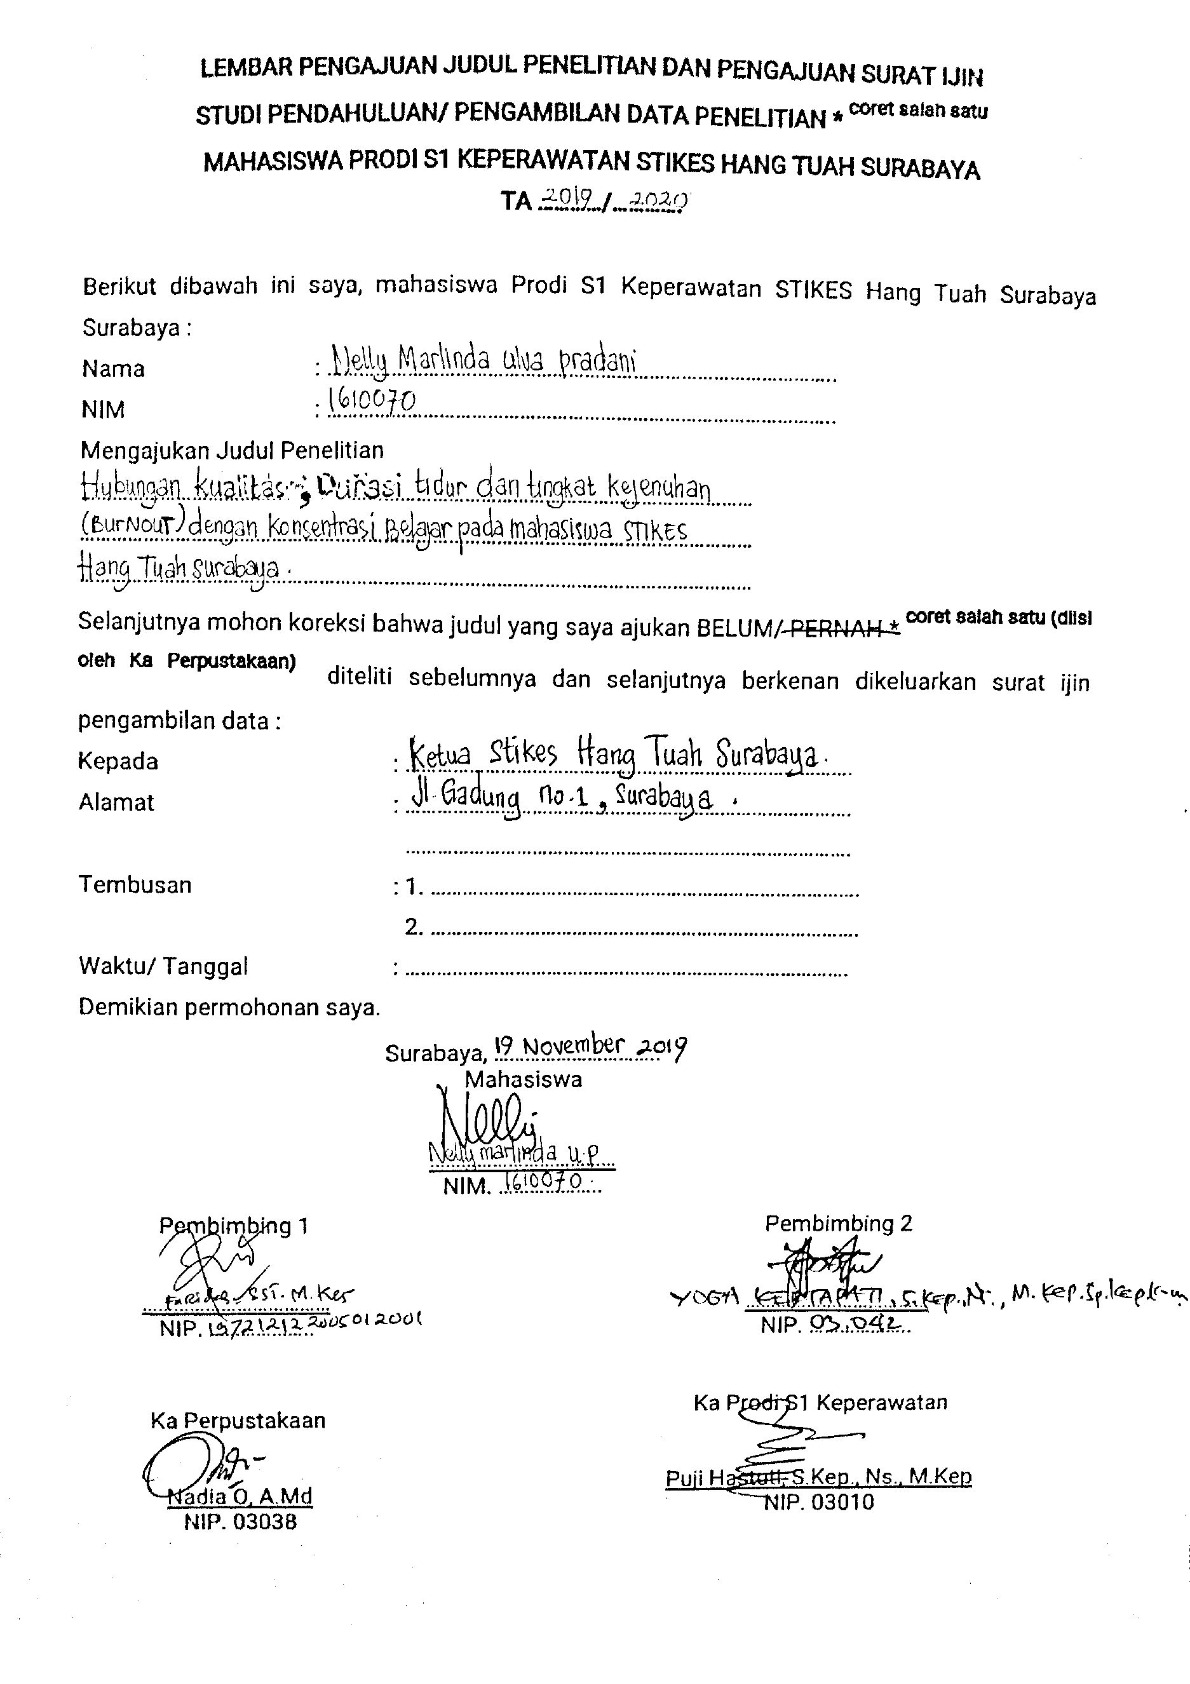 LEMBAR PENGAJUAN JUDUL PENELITIAN DAN PENGAJUAN SURAT IJIN
STUDI PENDAHULUAN/ PENGAMBILAN DATA PENELITIAN * coret salah satu
MAHASISWA PRODI S1 KEPERAWATAN STIKES HANG TUAH SURABAYA
TA 2019 / 2020
Berikut dibawah ini saya, mahasiswa Prodi S1 Keperawatan STIKES Hang Tuah Surabaya
Surabaya :
Nama : Nelly Marlinda ulva pradani
NIM : 1610070
Mengajukan Judul Penelitian
Hubungan kualitas, Durasi tidur dan tingkat kejenuhan
(BurNout) dengan Konsentrasi Belajar pada mahasiswa STIKES
Hang Tuah Surabaya.
Selanjutnya mohon koreksi bahwa judul yang saya ajukan BELUM/ PERNAH * coret salah satu (diisi
oleh Ka Perpustakaan) diteliti sebelumnya dan selanjutnya berkenan dikeluarkan surat ijin
pengambilan data :
Kepada : Ketua Stikes Hang Tuah Surabaya.
Alamat : Jl. Gadung no.1, Surabaya.
Tembusan : 1.
2.
Waktu/ Tanggal :
Demikian permohonan saya.
Surabaya, 19 November 2019
Mahasiswa
Nelly
Nelly marlinda u.p
NIM. 1610070
Pembimbing 1 Pembimbing 2
M. Kes YOGA , S.Kep., Ns., M.Kep.Sp.Kep.Kom
NIP. NIP. 03.042
Ka Perpustakaan Ka Prodi S1 Keperawatan
Nadia O, A.Md Puji Hastuti, S.Kep., Ns., M.Kep
NIP. 03038 NIP. 03010